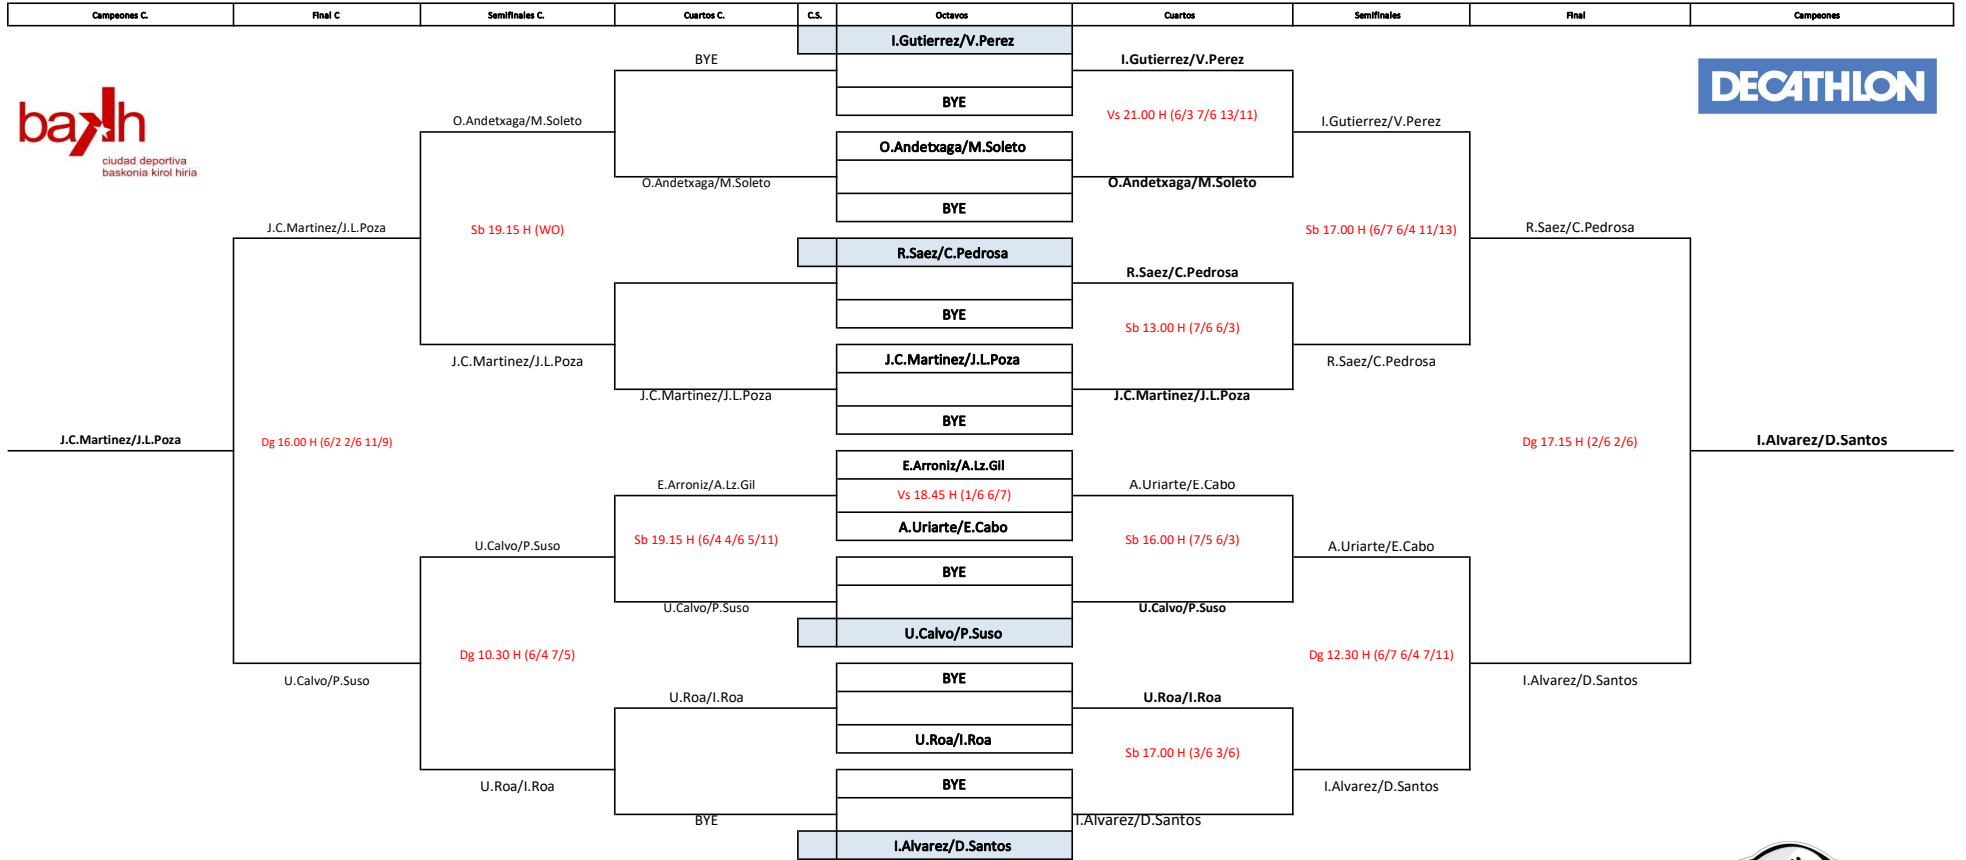 Campeones C. Final C Semifinales C. Cuartos C. C.S. Octavos Cuartos Semifinales Final Campeones
I.Gutierrez/V.Perez
BYE I.Gutierrez/V.Perez
DECATHLON
BYE
bakh O.Andetxaga/M.Soleto Vs 21.00 H (6/3 7/6 13/11) I.Gutierrez/V.Perez
O.Andetxaga/M.Soleto
ciudad deportiva
baskonia kirol hiria
O.Andetxaga/M.Soleto O.Andetxaga/M.Soleto
BYE
J.C.Martinez/J.L.Poza Sb 19.15 H (WO) Sb 17.00 H (6/7 6/4 11/13) R.Saez/C.Pedrosa
R.Saez/C.Pedrosa
R.Saez/C.Pedrosa
BYE
Sb 13.00 H (7/6 6/3)
J.C.Martinez/J.L.Poza J.C.Martinez/J.L.Poza R.Saez/C.Pedrosa
J.C.Martinez/J.L.Poza J.C.Martinez/J.L.Poza
BYE
J.C.Martinez/J.L.Poza Dg 16.00 H (6/2 2/6 11/9) Dg 17.15 H (2/6 2/6) I.Alvarez/D.Santos
E.Arroniz/A.Lz.Gil
E.Arroniz/A.Lz.Gil Vs 18.45 H (1/6 6/7) A.Uriarte/E.Cabo
A.Uriarte/E.Cabo
U.Calvo/P.Suso Sb 19.15 H (6/4 4/6 5/11) Sb 16.00 H (7/5 6/3) A.Uriarte/E.Cabo
BYE
U.Calvo/P.Suso U.Calvo/P.Suso
U.Calvo/P.Suso
Dg 10.30 H (6/4 7/5) Dg 12.30 H (6/7 6/4 7/11)
U.Calvo/P.Suso BYE I.Alvarez/D.Santos
U.Roa/I.Roa U.Roa/I.Roa
U.Roa/I.Roa
Sb 17.00 H (3/6 3/6)
U.Roa/I.Roa BYE I.Alvarez/D.Santos
BYE I.Alvarez/D.Santos
I.Alvarez/D.Santos